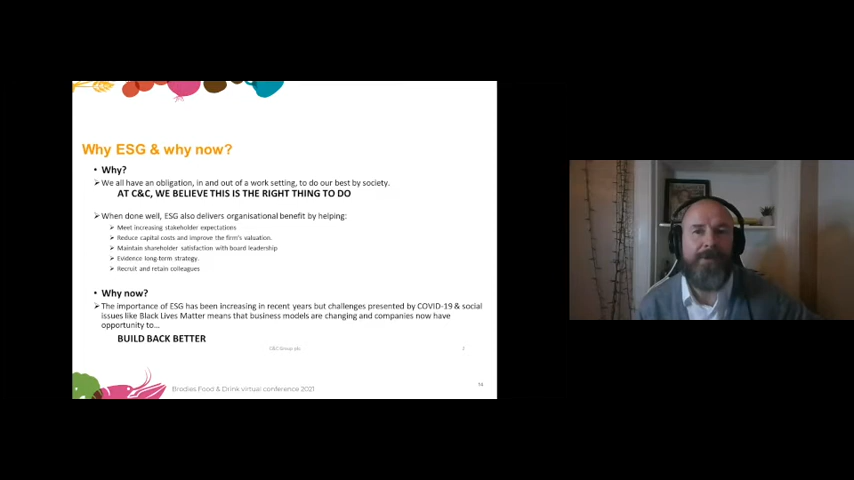 Why ESG & why now?
• Why?
➢We all have an obligation, in and out of a work setting, to do our best by society.
AT C&C, WE BELIEVE THIS IS THE RIGHT THING TO DO
➢When done well, ESG also delivers organisational benefit by helping:
➢ Meet increasing stakeholder expectations
➢ Reduce capital costs and improve the firm's valuation.
➢ Maintain shareholder satisfaction with board leadership
➢ Evidence long-term strategy.
➢ Recruit and retain colleagues
• Why now?
➢The importance of ESG has been increasing in recent years but challenges presented by COVID-19 & social
issues like Black Lives Matter means that business models are changing and companies now have
opportunity to...
BUILD BACK BETTER
C&C Group plc 2
Brodies Food & Drink virtual conference 2021 14